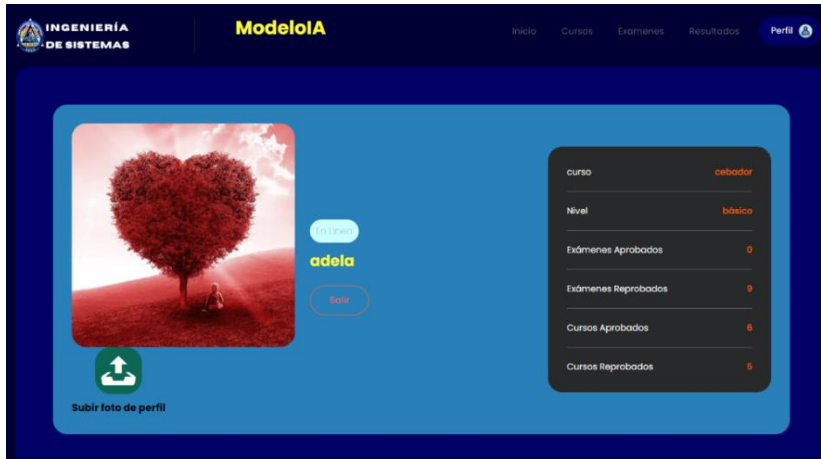 INGENIERÍA
DE SISTEMAS
ModeloIA
Inicio Cursos Examenes Resultados Perfil
En Linea
adela
Salir
Subir foto de perfil
curso cebador
Nivel básico
Exámenes Aprobados 0
Exámenes Reprobados 9
Cursos Aprobados 6
Cursos Reprobados 5